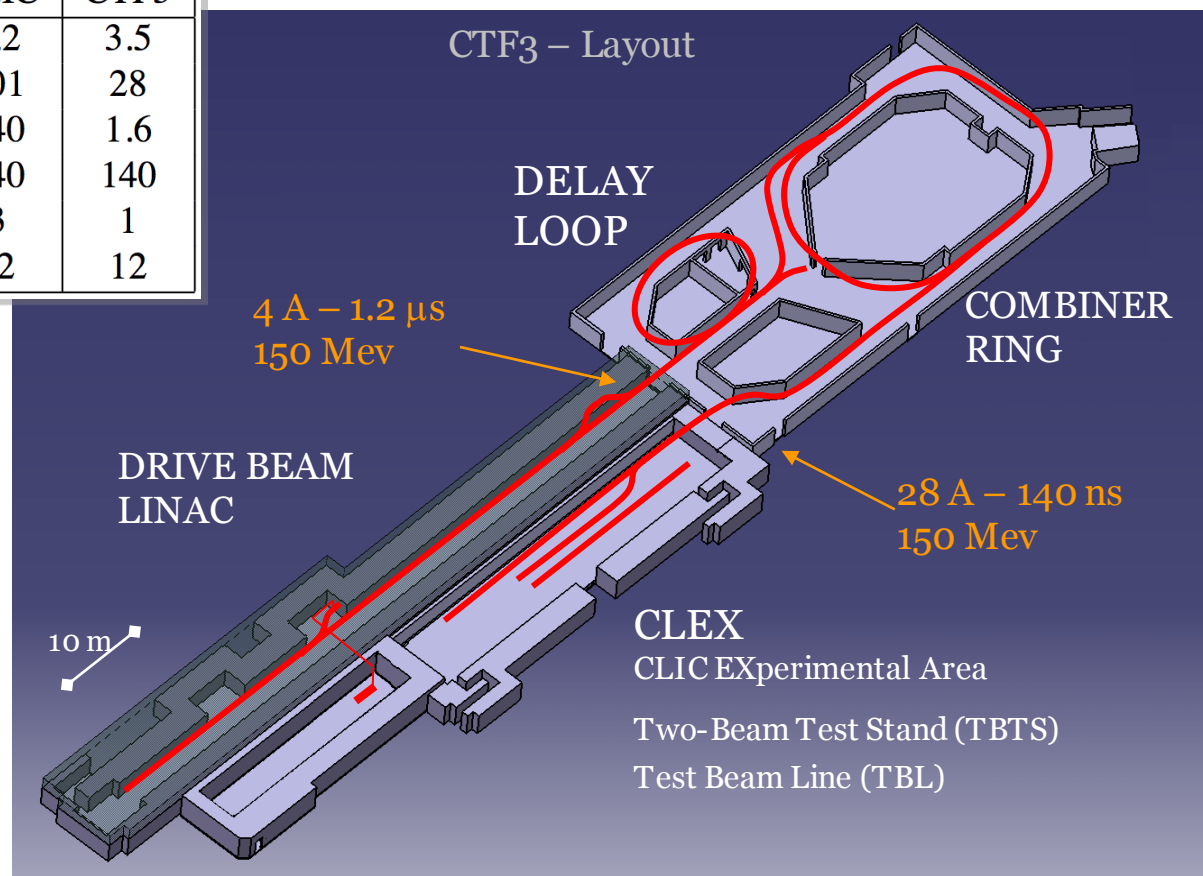 3.5
28
1.6
140
1
12
CTF3 – Layout
DELAY
LOOP
4 A – 1.2 μs
150 Mev
COMBINER
RING
DRIVE BEAM
LINAC
28 A – 140 ns
150 Mev
10 m
CLEX
CLIC EXperimental Area
Two-Beam Test Stand (TBTS)
Test Beam Line (TBL)